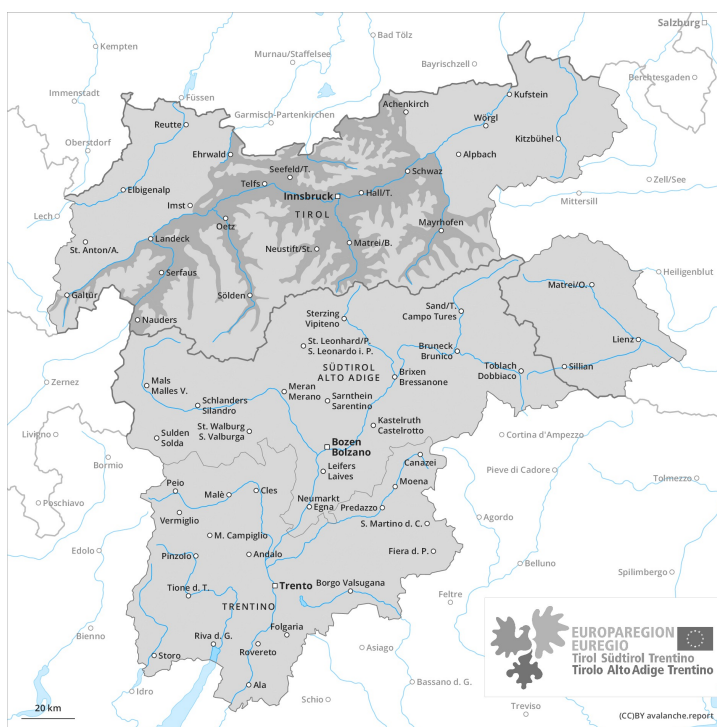 Salzburg
Kempten
Bad Tölz
Murnau/Staffelsee
Bayrischzell
Berchtesgaden
Immenstadt
Füssen
Garmisch-Partenkirchen
Achenkirch
Kufstein
Reutte
Wörgl
Oberstdorf
Kitzbühel
Ehrwald
Alpbach
Seefeld/T.
Schwaz
Zell/See
Telfs
Elbigenalp
Innsbruck
Hall/T.
Mittersill
Imst
TIROL
Lech
Oetz
Mayrhofen
St. Anton/A.
Landeck
Neustift/St.
Matrei/B.
Serfaus
Heiligenblut
Galtür
Sölden
Matrei/O.
Nauders
Sterzing
Vipiteno
Sand/T.
Campo Tures
St. Leonhard/P.
S. Leonardo i. P.
Lienz
Bruneck
Brunico
SÜDTIROL
ALTO ADIGE
Toblach
Dobbiaco
Sillian
Brixen
Bressanone
Zernez
Mals
Malles V.
Meran
Merano
Sarnthein
Sarentino
Schlanders
Silandro
St. Walburg
S. Valburga
Kastelruth
Castelrotto
Livigno
Sulden
Solda
Cortina d'Ampezzo
Bozen
Bolzano
Bormio
Canazei
Leifers
Laives
Pieve di Cadore
Tolmezzo
Peio
Moena
Malè
Cles
Neumarkt
Egna
Predazzo
Poschiavo
Vermiglio
S. Martino d. C.
Agordo
M. Campiglio
Edolo
Pinzolo
Andalo
Fiera d. P.
Belluno
Spilimbergo
Tione d. T.
Trento
Borgo Valsugana
Feltre
TRENTINO
Bienno
Folgaria
Riva d. G.
Rovereto
Asiago
Storo
Ala
Idro
Schio
Bassano d. G.
Treviso
EUROPAREGION
EUREGIO
Tirol Südtirol Trentino
Tirolo Alto Adige Trentino
20 km
(CC)BY avalanche.report